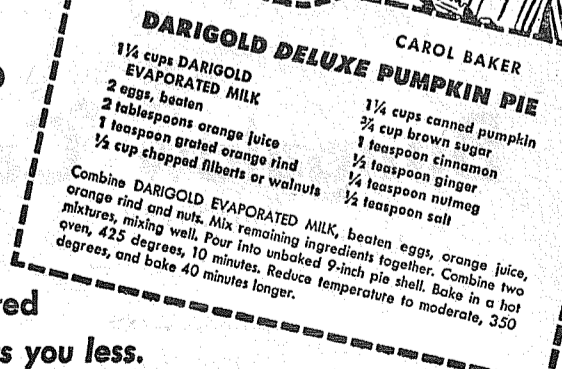 CAROL BAKER
DARIGOLD DELUXE PUMPKIN PIE
1¼ cups DARIGOLD
EVAPORATED MILK
2 eggs, beaten
2 tablespoons orange juice
1 teaspoon grated orange rind
½ cup chopped filberts or walnuts
1¼ cups canned pumpkin
¾ cup brown sugar
1 teaspoon cinnamon
½ teaspoon ginger
¼ teaspoon nutmeg
½ teaspoon salt
Combine DARIGOLD EVAPORATED MILK, beaten eggs, orange juice,
orange rind and nuts. Mix remaining ingredients together. Combine two
mixtures, mixing well. Pour into unbaked 9-inch pie shell. Bake in a hot
oven, 425 degrees, 10 minutes. Reduce temperature to moderate, 350
degrees, and bake 40 minutes longer.
red
s you less.